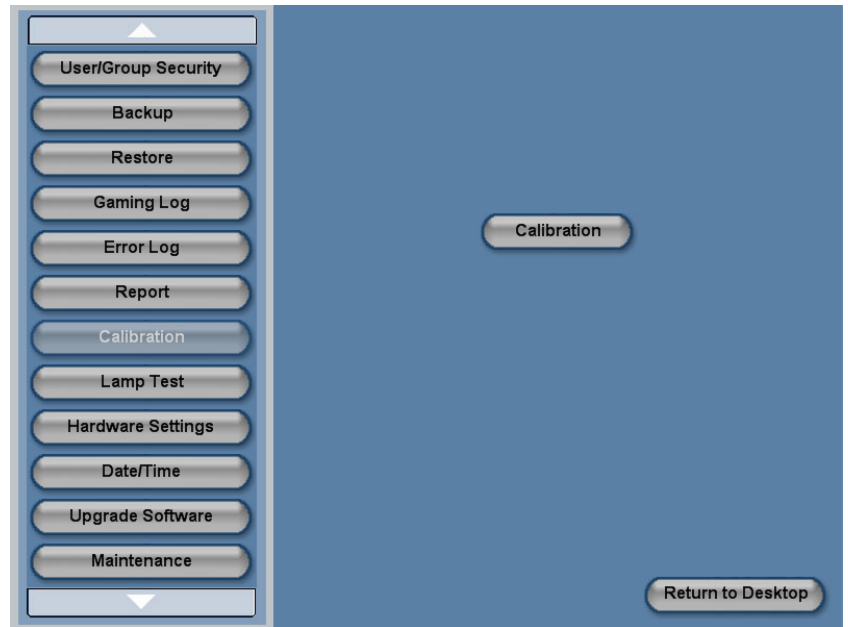 User/Group Security
Backup
Restore
Gaming Log
Error Log
Report
Calibration
Lamp Test
Hardware Settings
Date/Time
Upgrade Software
Maintenance
Calibration
Return to Desktop